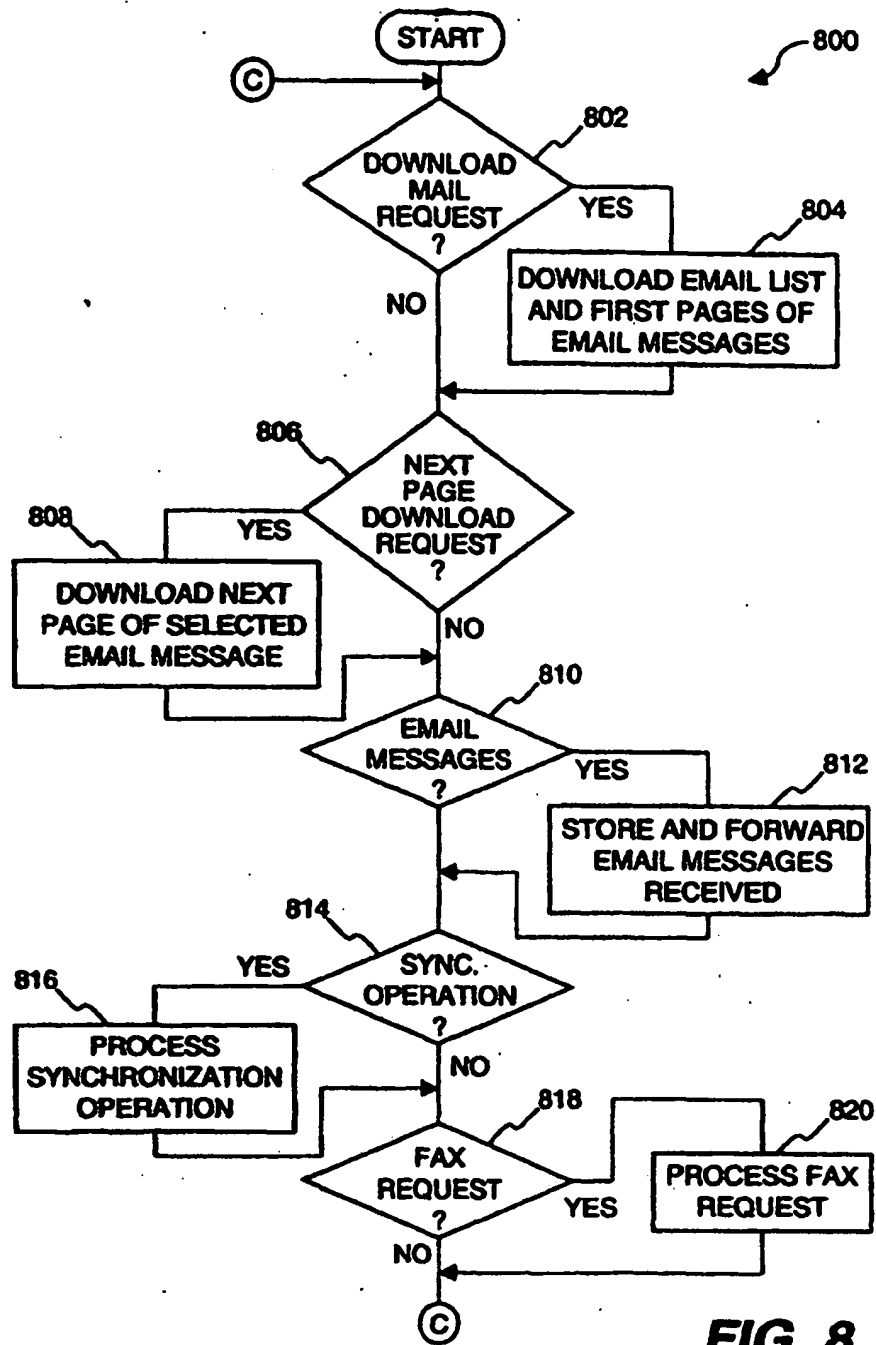 START
800
C
802
DOWNLOAD
MAIL
REQUEST
?
YES
804
DOWNLOAD EMAIL LIST
AND FIRST PAGES OF
EMAIL MESSAGES
NO
806
NEXT
PAGE
DOWNLOAD
REQUEST
?
YES
808
DOWNLOAD NEXT
PAGE OF SELECTED
EMAIL MESSAGE
NO
810
EMAIL
MESSAGES
?
YES
812
STORE AND FORWARD
EMAIL MESSAGES
RECEIVED
814
SYNC.
OPERATION
?
YES
816
PROCESS
SYNCHRONIZATION
OPERATION
NO
818
FAX
REQUEST
?
YES
820
PROCESS FAX
REQUEST
NO
C
FIG. 8